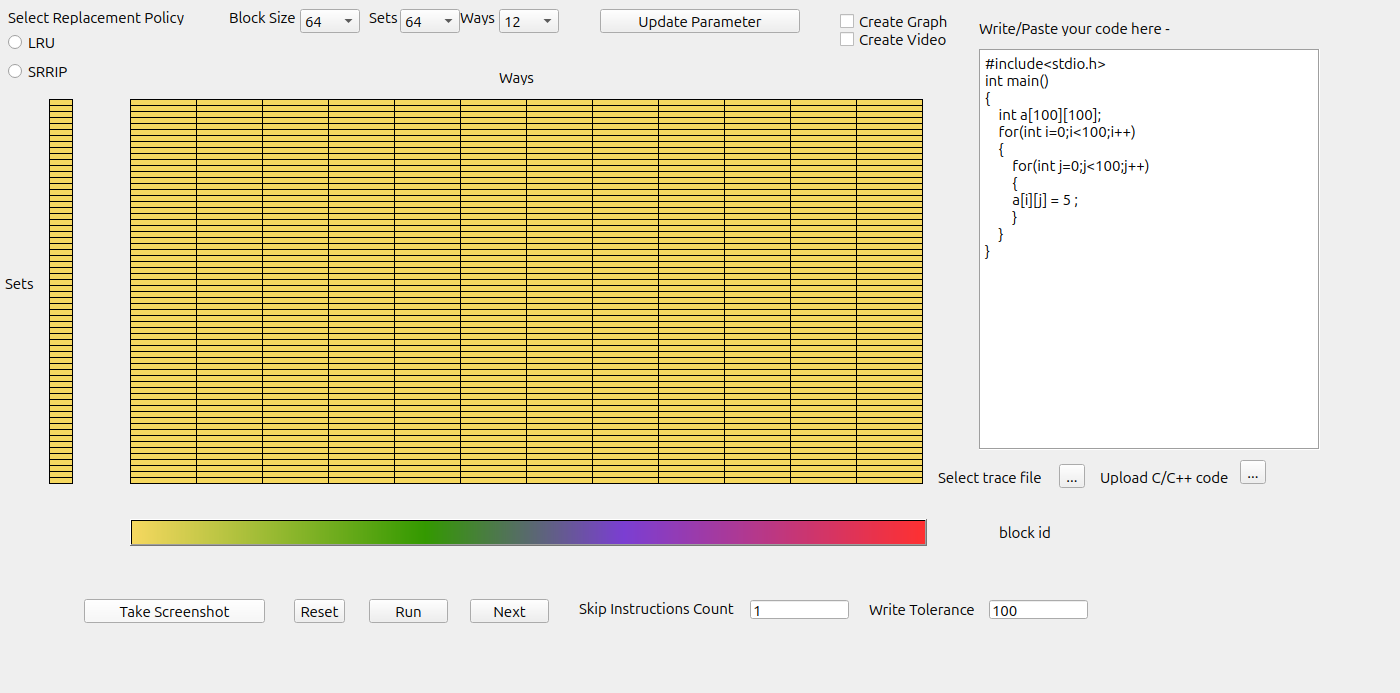 Select Replacement Policy
Block Size 64 Sets 64 Ways 12
Update Parameter
Create Graph
Create Video
LRU
SRRIP
Ways
Sets
Write/Paste your code here -
#include<stdio.h>
int main()
{
    int a[100][100];
    for(int i=0;i<100;i++)
    {
        for(int j=0;j<100;j++)
        {
        a[i][j] = 5 ;
        }
    }
}
Select trace file ... Upload C/C++ code ...
block id
Take Screenshot Reset Run Next Skip Instructions Count 1 Write Tolerance 100